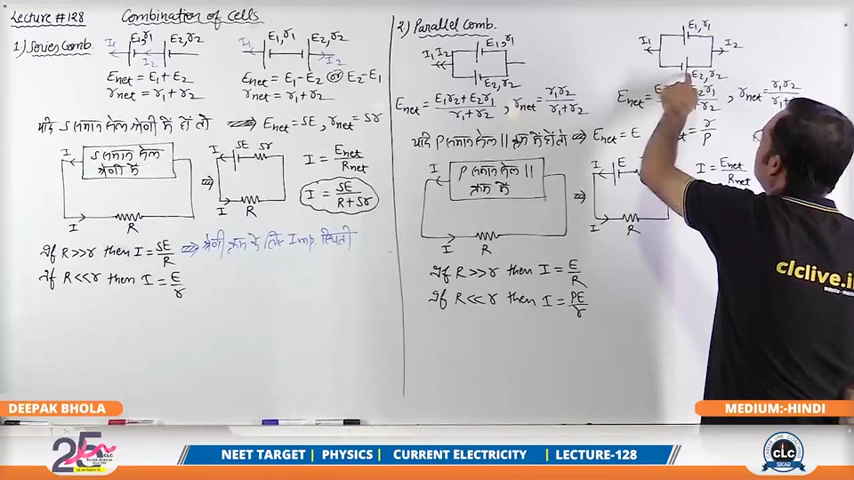 Lecture #128
Combination of cells
1) Series Comb.
I1 E1,r1 E2,r2
I2
I1 E1,r1 E2,r2
I2
Enet = E1 + E2
rnet = r1 + r2
Enet = E1 - E2 or E2 - E1
rnet = r1 + r2
यदि S समान सेल श्रेणी में हों तो ⇒ Enet = SE, rnet = Sr
I S समान सेल श्रेणी में
I R
⇒
I SE Sr
I R
I = Enet/Rnet
I = SE/(R+Sr)
If R>>r then I = SE/R ⇒ श्रेणी क्रम के लिए Imp स्थिती
If R<<r then I = E/r
2) Parallel Comb.
I1 I2 E1,r1
E2,r2
I1 E1,r1 I2
E2,r2
Enet = (E1r2 + E2r1)/(r1+r2), rnet = r1r2/(r1+r2)
Enet = , rnet = r1r2
यदि P समान सेल || क्रम में हों तो ⇒ Enet = E = r/P
I P समान सेल || क्रम में
I R
⇒
I E
I R
I = Enet/Rnet
If R>>r then I = E/R
If R<<r then I = PE/r
clclive.i
DEEPAK BHOLA
MEDIUM:-HINDI
25 CLC
NEET TARGET | PHYSICS | CURRENT ELECTRICITY | LECTURE-128
CLC
SIKAR